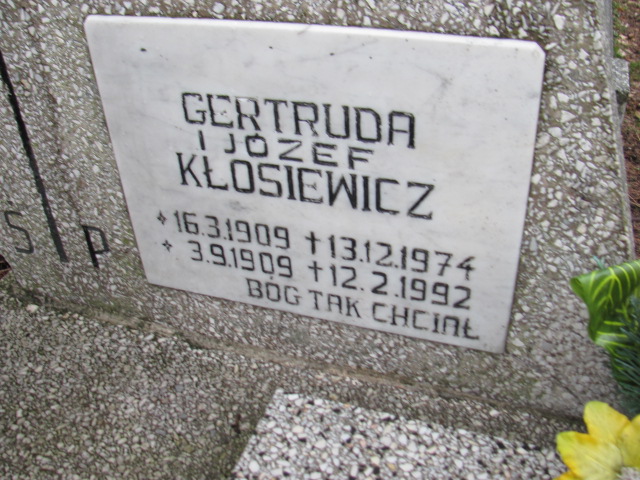 S P
GERTRUDA
I JÓZEF
KŁOSIEWICZ
* 16.3.1909 † 13.12.1974
* 3.9.1909 † 12.2.1992
BÓG TAK CHCIAŁ